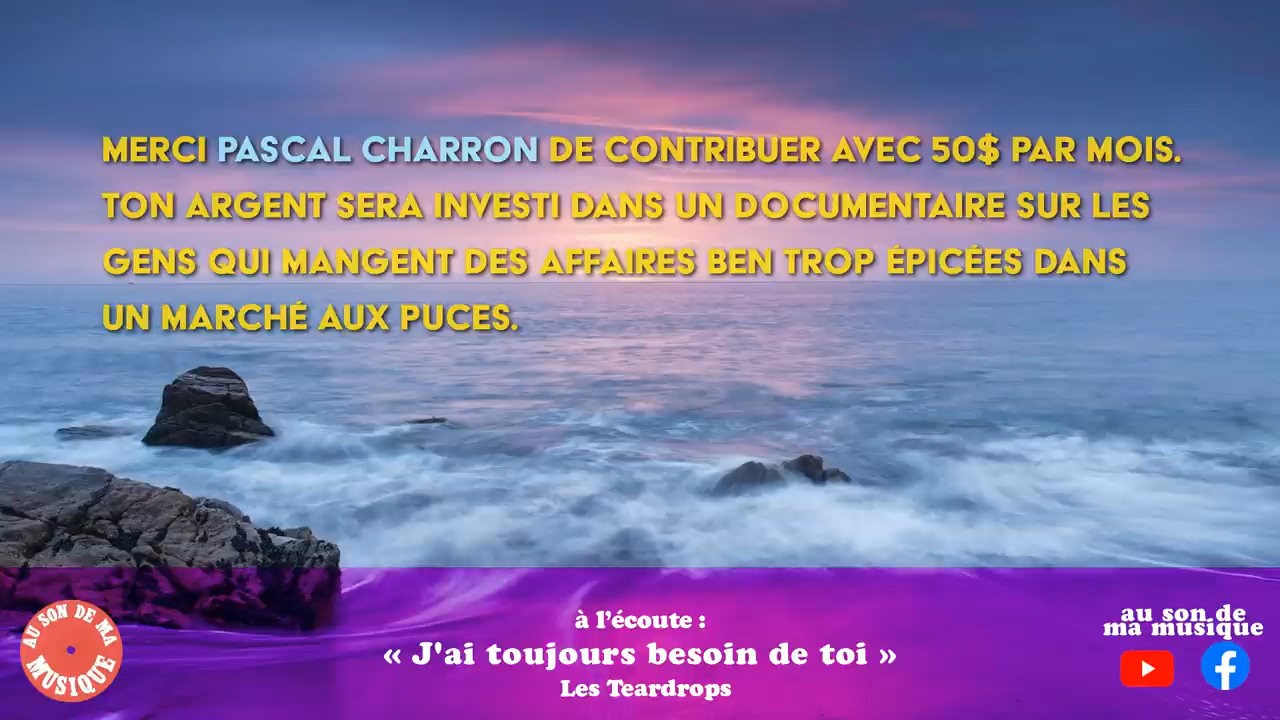 MERCI PASCAL CHARRON DE CONTRIBUER AVEC 50$ PAR MOIS.
TON ARGENT SERA INVESTI DANS UN DOCUMENTAIRE SUR LES
GENS QUI MANGENT DES AFFAIRES BEN TROP ÉPICÉES DANS
UN MARCHÉ AUX PUCES.
AU SON DE MA
MUSIQUE
à l'écoute :
« J'ai toujours besoin de toi »
Les Teardrops
au son de
ma musique
f